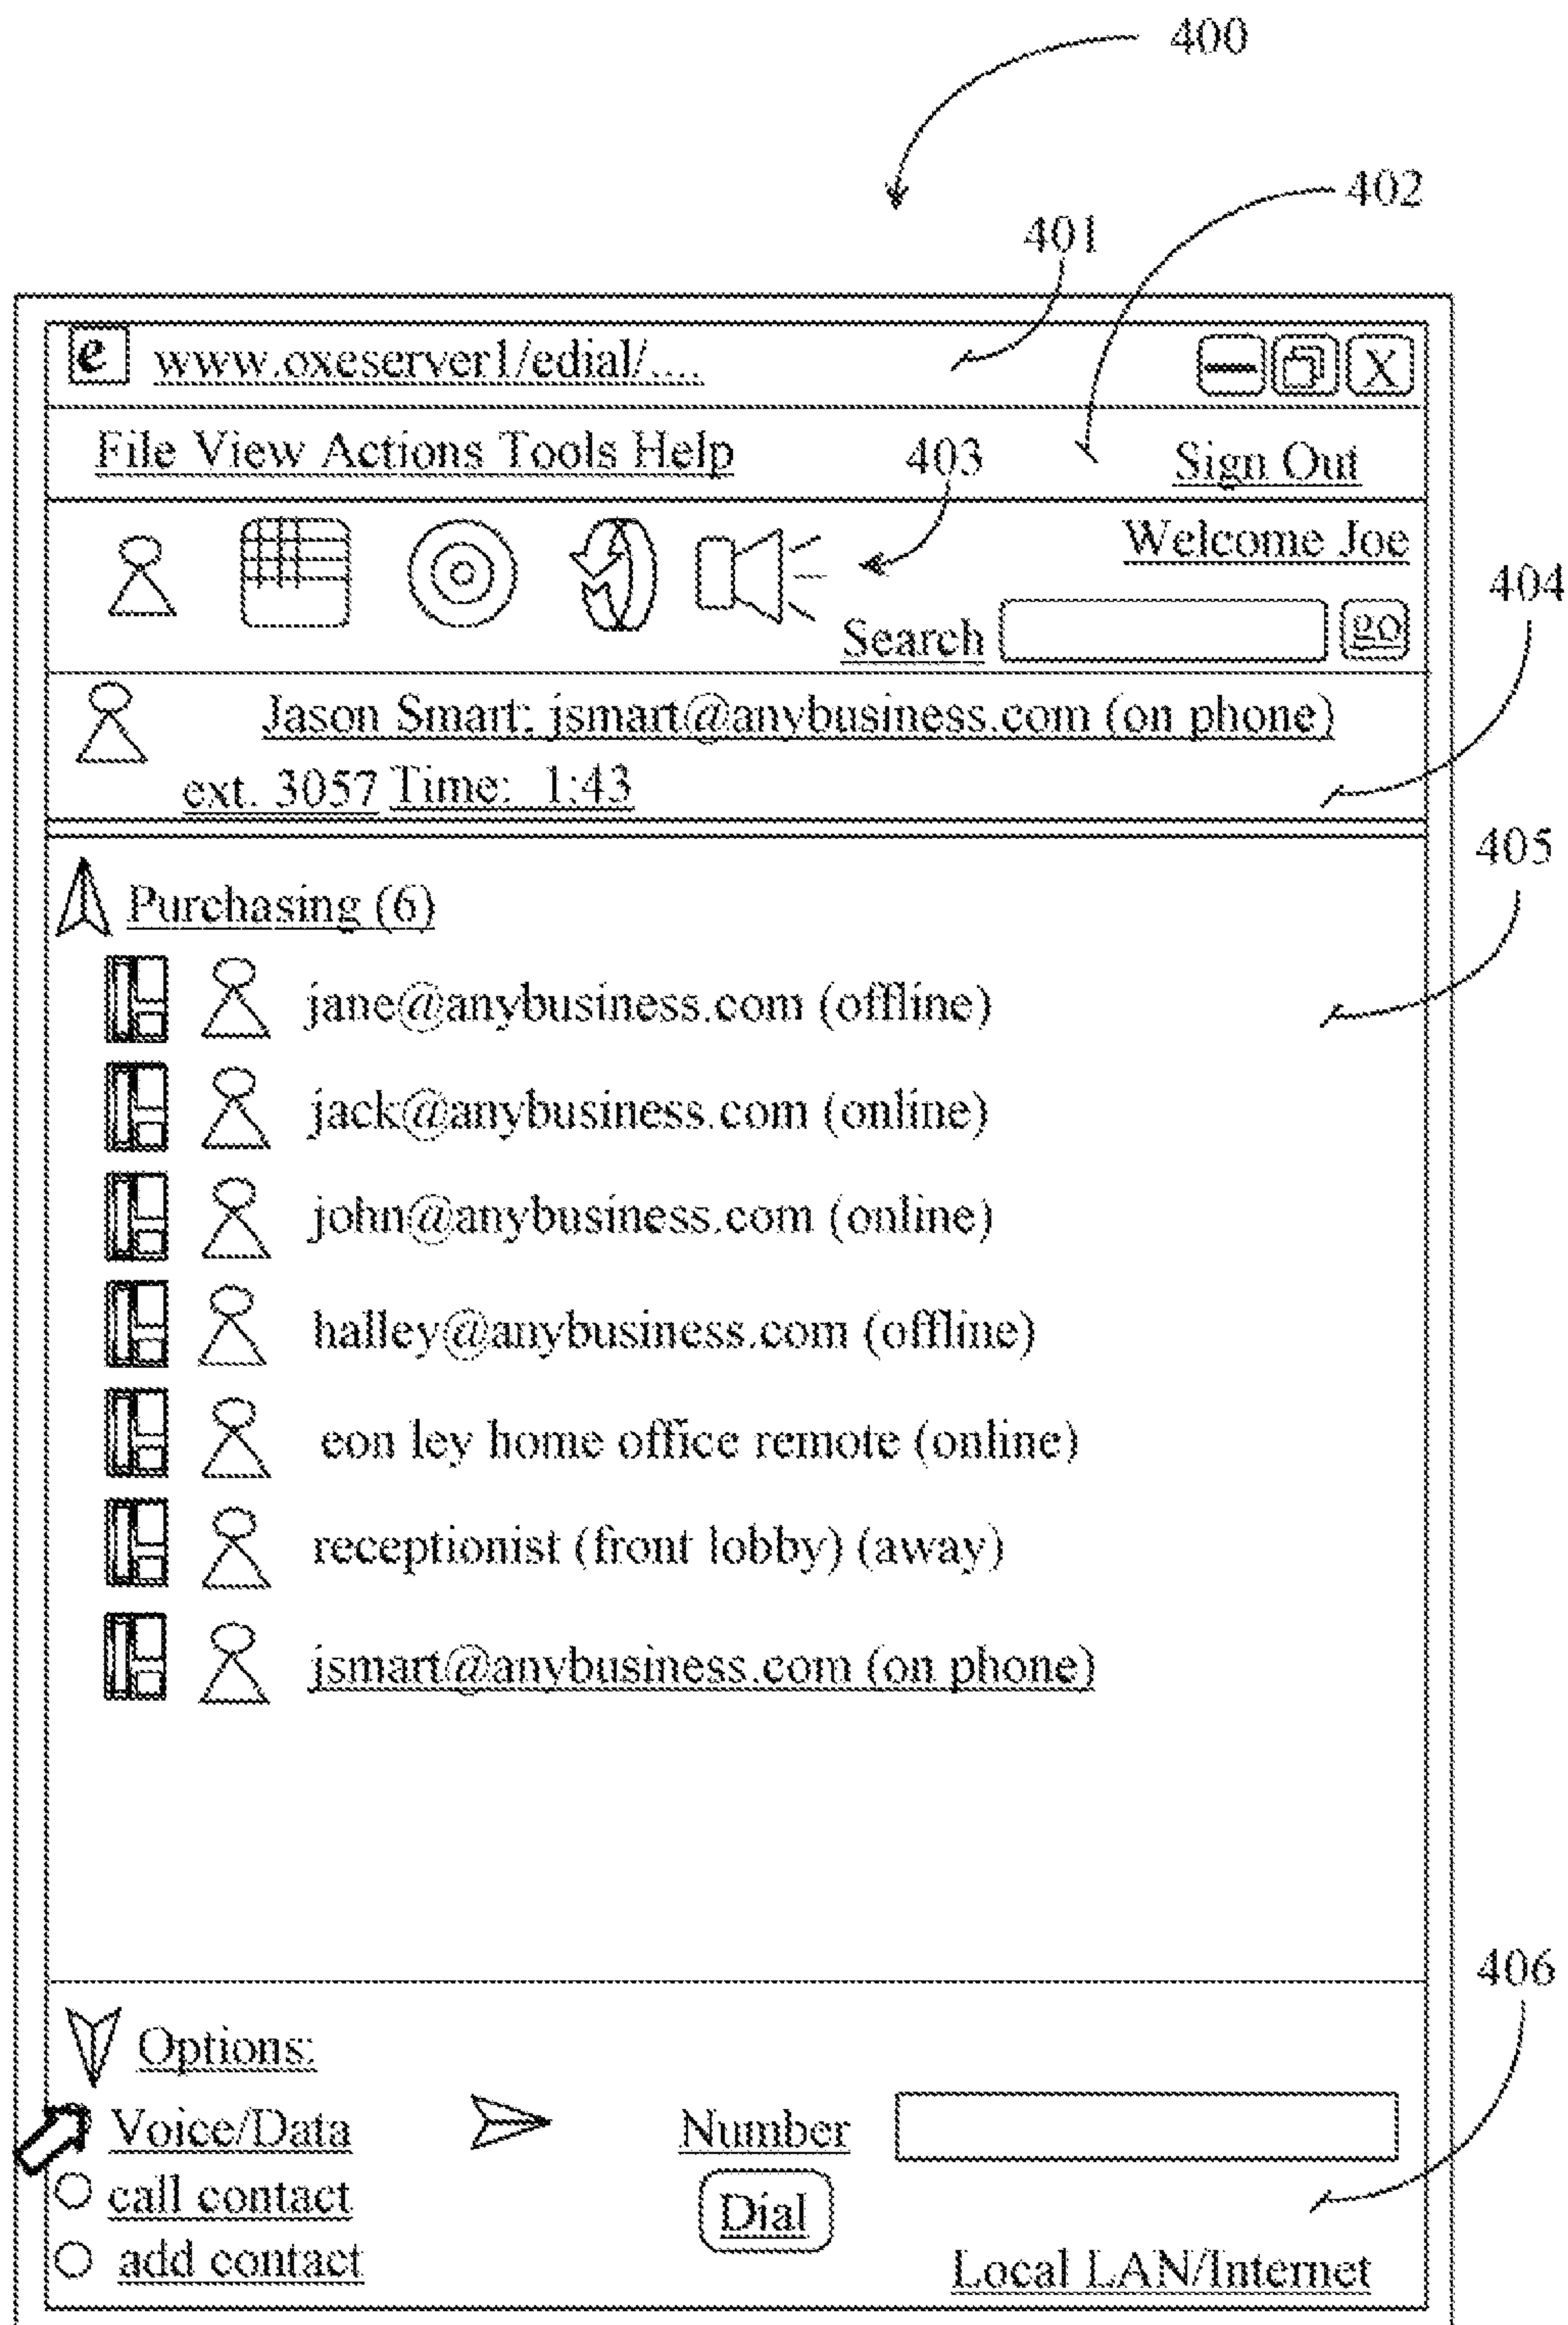 400
402
401
e www.oxeserver1/edial/.... X
File View Actions Tools Help 403 Sign Out
Welcome Joe
404
Search go
Jason Smart: jsmart@anybusiness.com (on phone)
ext. 3057 Time: 1:43
405
Purchasing (6)
jane@anybusiness.com (offline)
jack@anybusiness.com (online)
john@anybusiness.com (online)
halley@anybusiness.com (offline)
eon ley home office remote (online)
receptionist (front lobby) (away)
jsmart@anybusiness.com (on phone)
406
Options:
Voice/Data Number
call contact Dial
add contact Local LAN/Internet